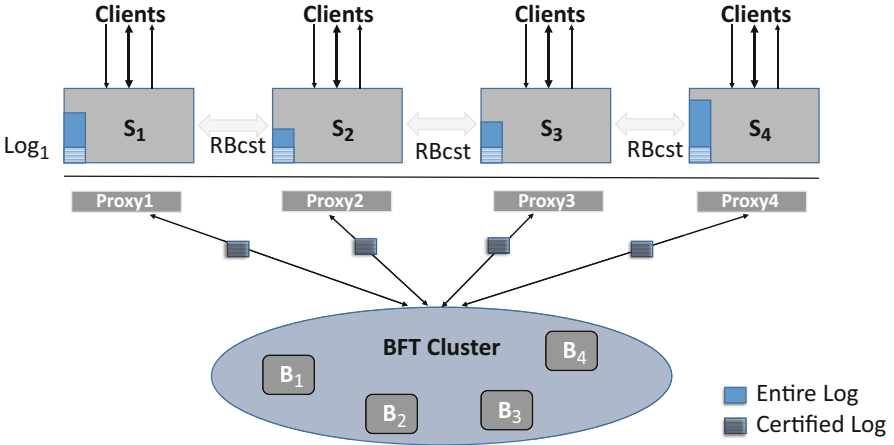 Clients Clients Clients Clients
S1 S2 S3 S4
RBcst RBcst RBcst
Log1
Proxy1 Proxy2 Proxy3 Proxy4
BFT Cluster
B1 B2 B3 B4
Entire Log
Certified Log